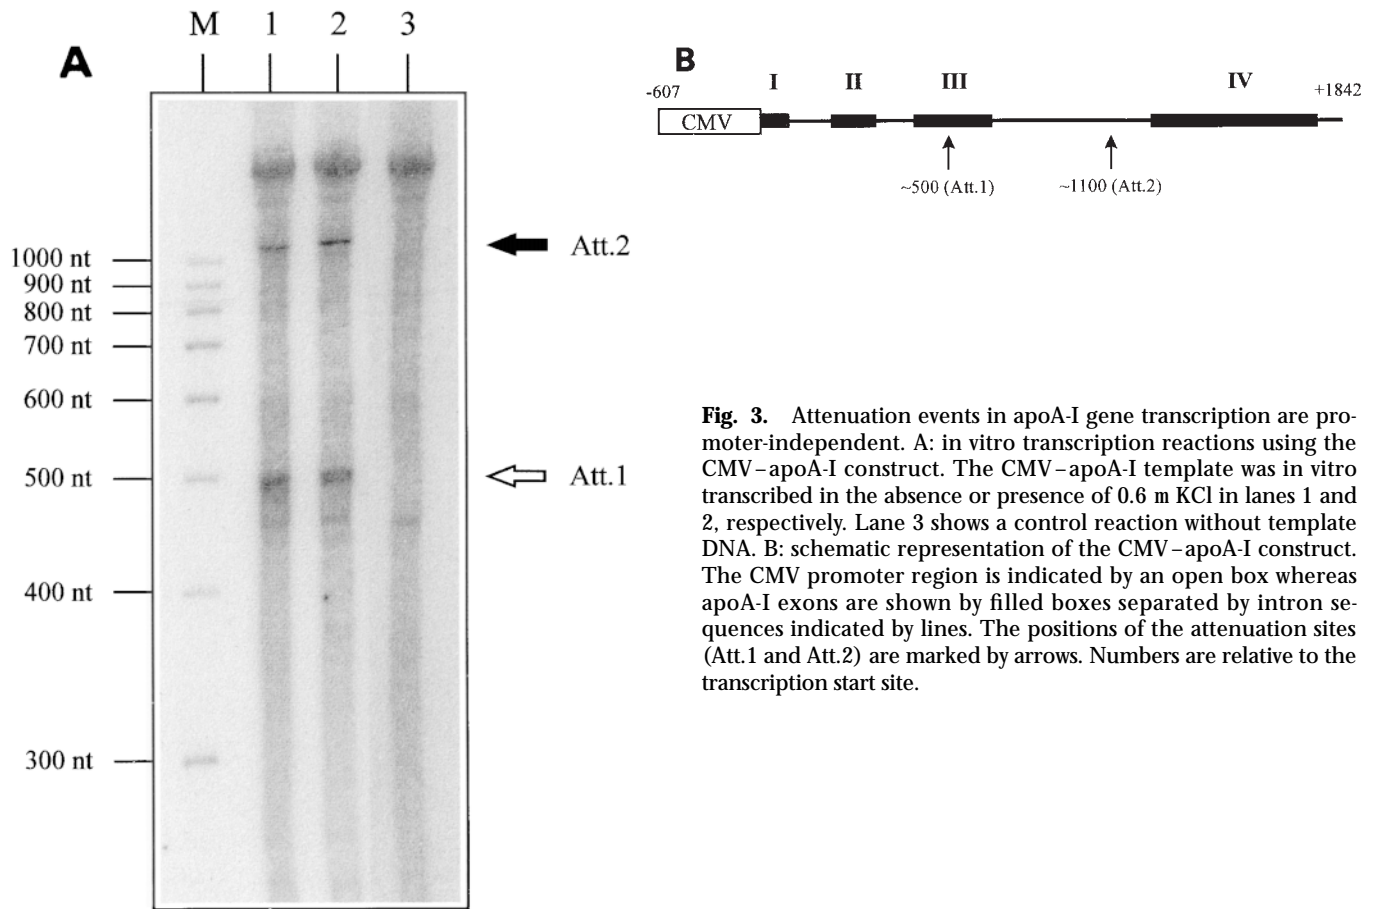 A
M 1 2 3
1000 nt
900 nt
800 nt
700 nt
600 nt
500 nt
400 nt
300 nt
Att.2
Att.1
B
I II III IV
-607
+1842
CMV
~500 (Att.1)
~1100 (Att.2)
Fig. 3. Attenuation events in apoA-I gene transcription are pro-
moter-independent. A: in vitro transcription reactions using the
CMV–apoA-I construct. The CMV–apoA-I template was in vitro
transcribed in the absence or presence of 0.6 m KCl in lanes 1 and
2, respectively. Lane 3 shows a control reaction without template
DNA. B: schematic representation of the CMV–apoA-I construct.
The CMV promoter region is indicated by an open box whereas
apoA-I exons are shown by filled boxes separated by intron se-
quences indicated by lines. The positions of the attenuation sites
(Att.1 and Att.2) are marked by arrows. Numbers are relative to the
transcription start site.